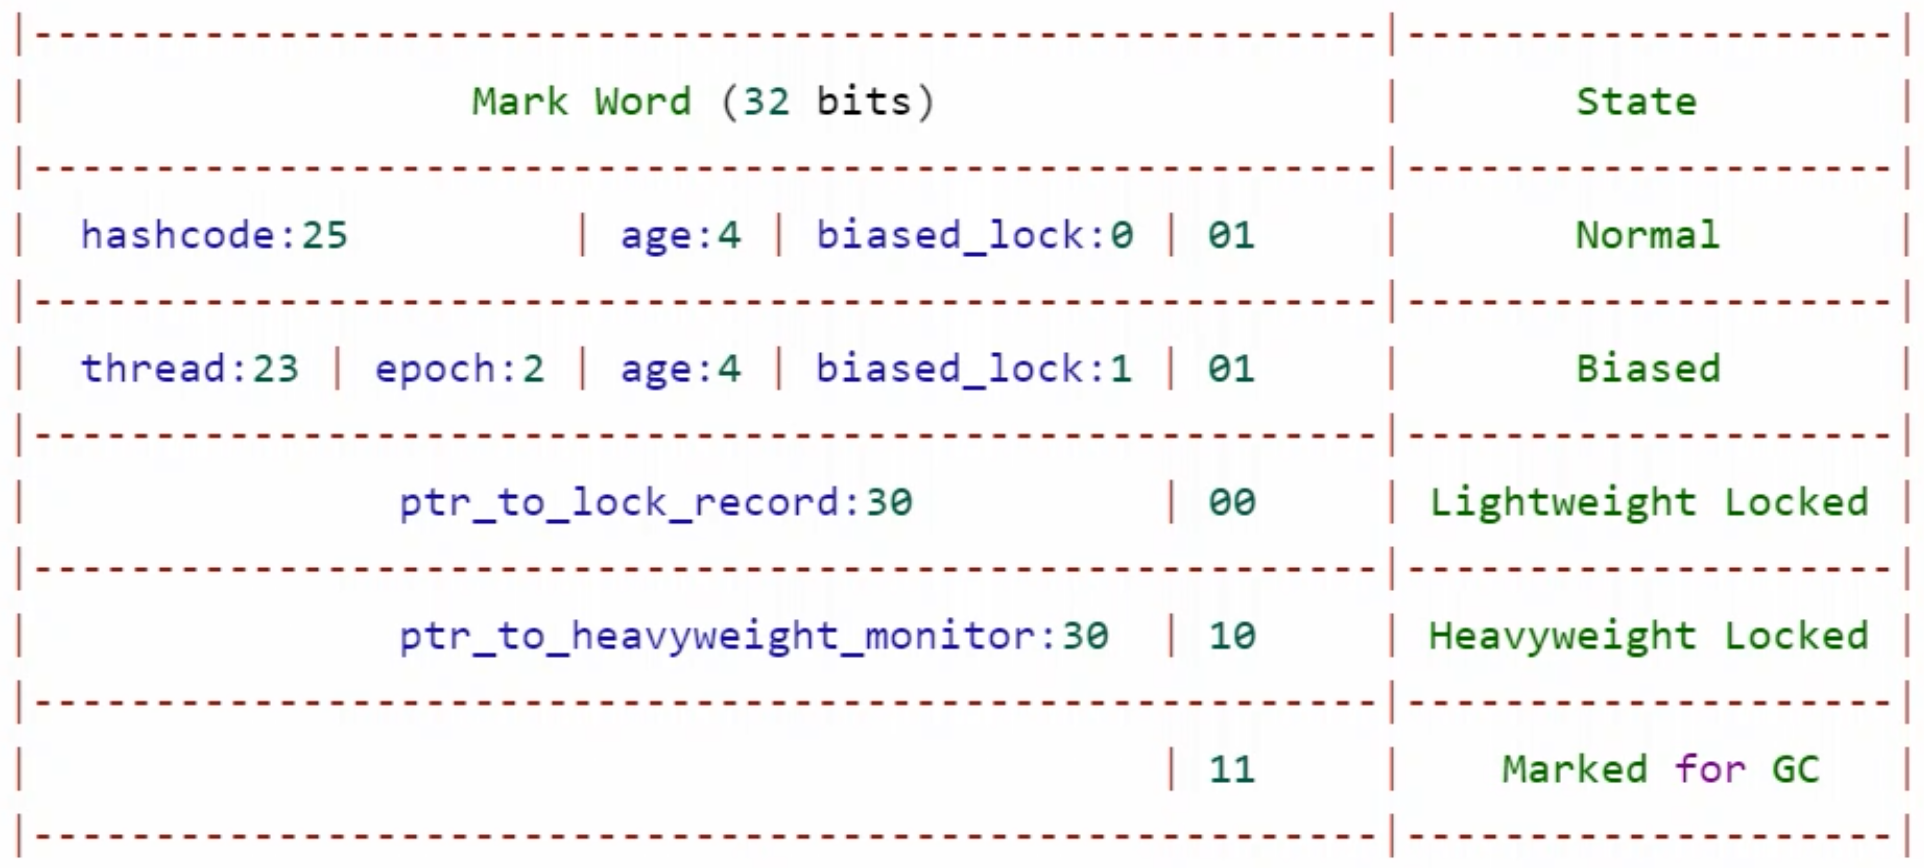 |-------------------------------------------------------|--------------------|
| Mark Word (32 bits) | State |
|-------------------------------------------------------|--------------------|
| hashcode:25 | age:4 | biased_lock:0 | 01 | Normal |
|-------------------------------------------------------|--------------------|
| thread:23 | epoch:2 | age:4 | biased_lock:1 | 01 | Biased |
|-------------------------------------------------------|--------------------|
| ptr_to_lock_record:30 | 00 | Lightweight Locked |
|-------------------------------------------------------|--------------------|
| ptr_to_heavyweight_monitor:30 | 10 | Heavyweight Locked |
|-------------------------------------------------------|--------------------|
| | 11 | Marked for GC |
|-------------------------------------------------------|--------------------|